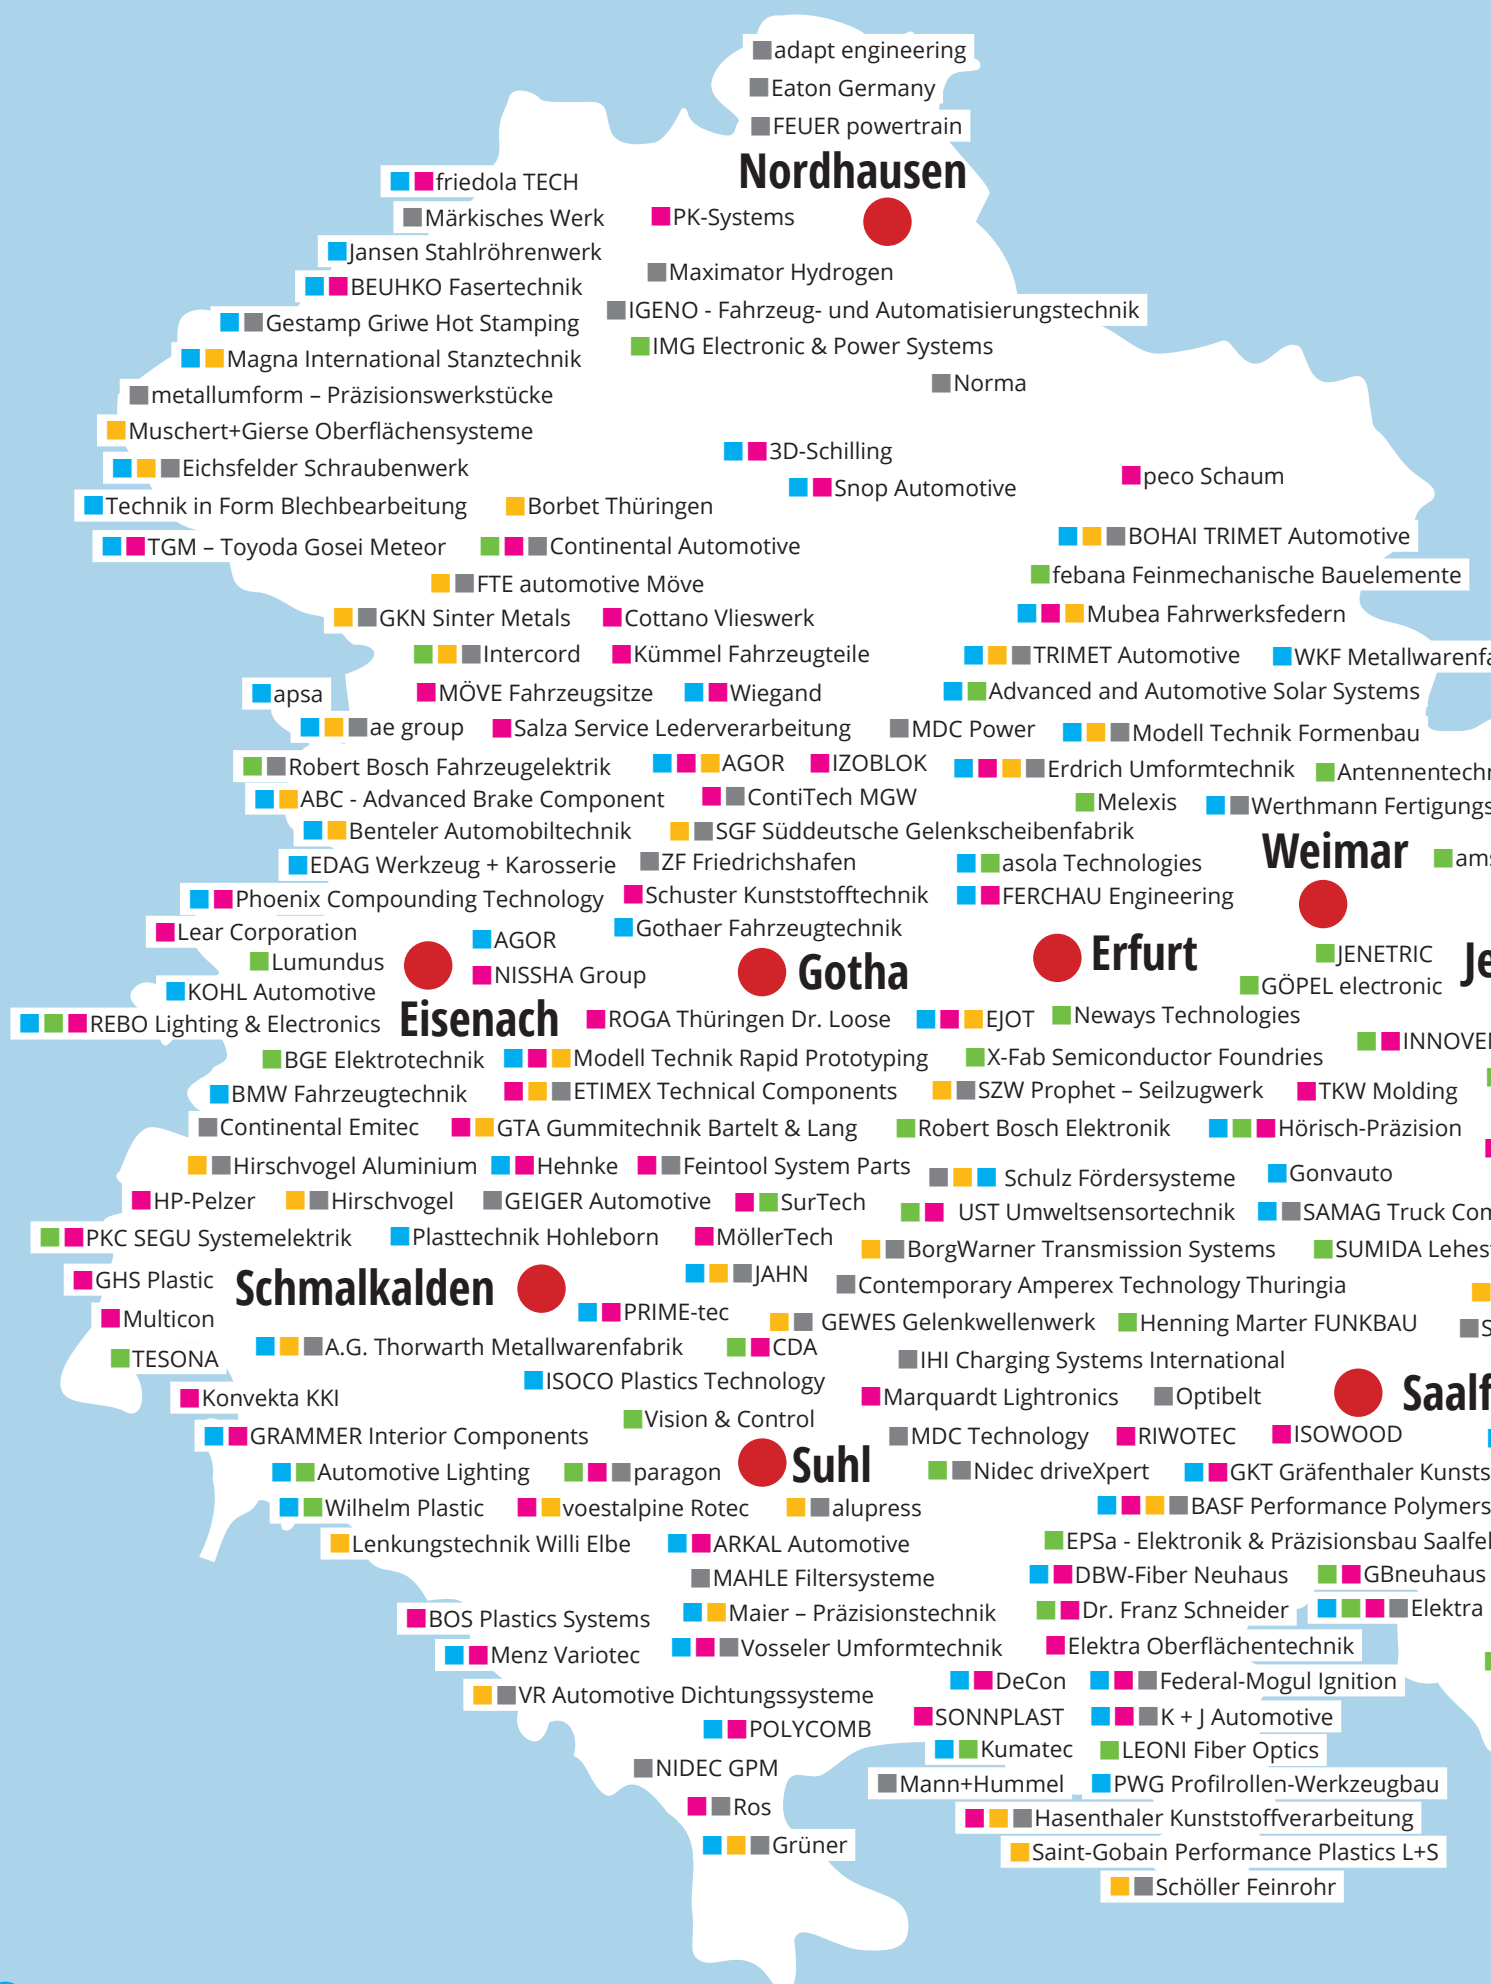 adapt engineering
Eaton Germany
FEUER powertrain
Nordhausen
friedola TECH
Märkisches Werk
PK-Systems
Jansen Stahlröhrenwerk
Maximator Hydrogen
BEUHKO Fasertechnik
IGENO - Fahrzeug- und Automatisierungstechnik
Gestamp Griwe Hot Stamping
IMG Electronic & Power Systems
Magna International Stanztechnik
Norma
metallumform – Präzisionswerkstücke
Muschert+Gierse Oberflächensysteme
3D-Schilling
Eichsfelder Schraubenwerk
Snop Automotive
peco Schaum
Technik in Form Blechbearbeitung
Borbet Thüringen
BOHAI TRIMET Automotive
TGM – Toyoda Gosei Meteor
Continental Automotive
febana Feinmechanische Bauelemente
FTE automotive Möve
GKN Sinter Metals
Cottano Vlieswerk
Mubea Fahrwerksfedern
Intercord
Kümmel Fahrzeugteile
TRIMET Automotive
WKF
apsa
MÖVE Fahrzeugsitze
Wiegand
Advanced and Automotive Solar Systems
ae group
Salza Service Lederverarbeitung
MDC Power
Modell Technik Formenbau
Robert Bosch Fahrzeugelektrik
AGOR
IZOBLOK
Erdrich Umformtechnik
ABC - Advanced Brake Component
ContiTech MGW
Melexis
Werthmann
Benteler Automobiltechnik
SGF Süddeutsche Gelenkscheibenfabrik
Weimar
EDAG Werkzeug + Karosserie
ZF Friedrichshafen
asola Technologies
Phoenix Compounding Technology
Schuster Kunststofftechnik
FERCHAU Engineering
Lear Corporation
AGOR
Gothaer Fahrzeugtechnik
Lumundus
NISSHA Group
Gotha
Erfurt
JENETRIC
KOHL Automotive
GÖPEL electronic
REBO Lighting & Electronics
Eisenach
ROGA Thüringen Dr. Loose
EJOT
Neways Technologies
BGE Elektrotechnik
Modell Technik Rapid Prototyping
X-Fab Semiconductor Foundries
BMW Fahrzeugtechnik
ETIMEX Technical Components
SZW Prophet – Seilzugwerk
TKW Molding
Continental Emitec
GTA Gummitechnik Bartelt & Lang
Robert Bosch Elektronik
Hörisch-Präzision
Hirschvogel Aluminium
Hehnke
Feintool System Parts
Schulz Fördersysteme
Gonvauto
HP-Pelzer
Hirschvogel
GEIGER Automotive
SurTech
UST Umweltsensortechnik
SAMAG Truck
PKC SEGU Systemelektrik
Plasttechnik Hohleborn
MöllerTech
BorgWarner Transmission Systems
SUMIDA
GHS Plastic
Schmalkalden
JAHN
Contemporary Amperex Technology Thuringia
Multicon
PRIME-tec
GEWES Gelenkwellenwerk
Henning Marter FUNKBAU
TESONA
A.G. Thorwarth Metallwarenfabrik
CDA
IHI Charging Systems International
Konvekta KKI
ISOCO Plastics Technology
Marquardt Lightronics
Optibelt
GRAMMER Interior Components
Vision & Control
MDC Technology
RIWOTEC
ISOWOOD
Automotive Lighting
paragon
Suhl
Nidec driveXpert
GKT Gräfenthaler
Wilhelm Plastic
voestalpine Rotec
alupress
BASF Performance Polymers
Lenkungstechnik Willi Elbe
ARKAL Automotive
EPSa - Elektronik & Präzisionsbau
MAHLE Filtersysteme
DBW-Fiber Neuhaus
GBneuhaus
BOS Plastics Systems
Maier – Präzisionstechnik
Dr. Franz Schneider
Elektra
Menz Variotec
Vosseler Umformtechnik
Elektra Oberflächentechnik
VR Automotive Dichtungssysteme
DeCon
Federal-Mogul Ignition
POLYCOMB
SONNPLAST
K + J Automotive
NIDEC GPM
Kumatec
LEONI Fiber Optics
Ros
Mann+Hummel
PWG Profilrollen-Werkzeugbau
Grüner
Hasenthaler Kunststoffverarbeitung
Saint-Gobain Performance Plastics L+S
Schöller Feinrohr